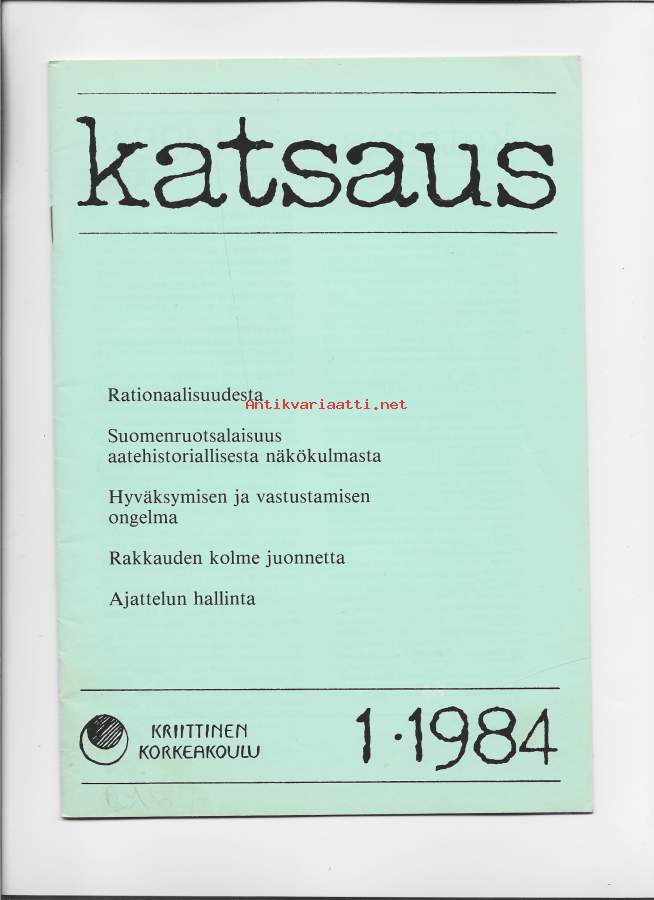 katsaus
Rationaalisuudesta
Antikvariaatti.net
Suomenruotsalaisuus
aatehistoriallisesta näkökulmasta
Hyväksymisen ja vastustamisen
ongelma
Rakkauden kolme juonnetta
Ajattelun hallinta
KRIITTINEN
KORKEAKOULU
1·1984